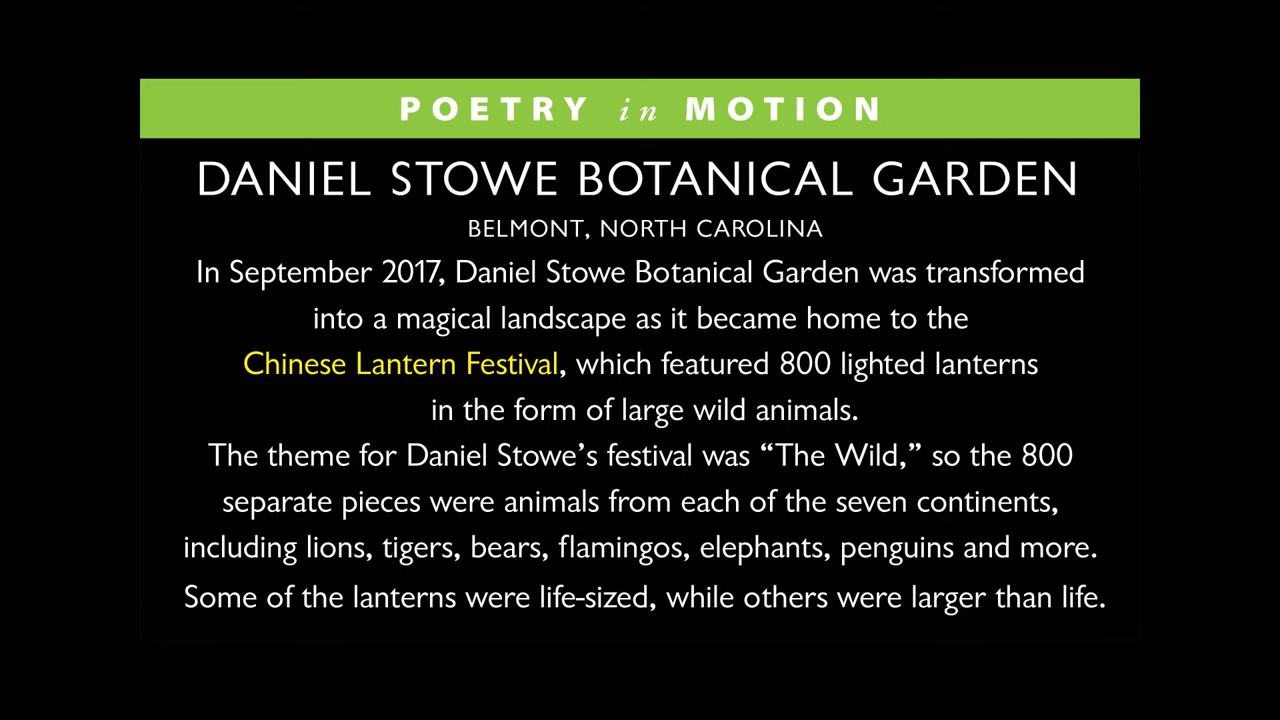 POETRY in MOTION
DANIEL STOWE BOTANICAL GARDEN
BELMONT, NORTH CAROLINA
In September 2017, Daniel Stowe Botanical Garden was transformed
into a magical landscape as it became home to the
Chinese Lantern Festival, which featured 800 lighted lanterns
in the form of large wild animals.
The theme for Daniel Stowe’s festival was “The Wild,” so the 800
separate pieces were animals from each of the seven continents,
including lions, tigers, bears, flamingos, elephants, penguins and more.
Some of the lanterns were life-sized, while others were larger than life.